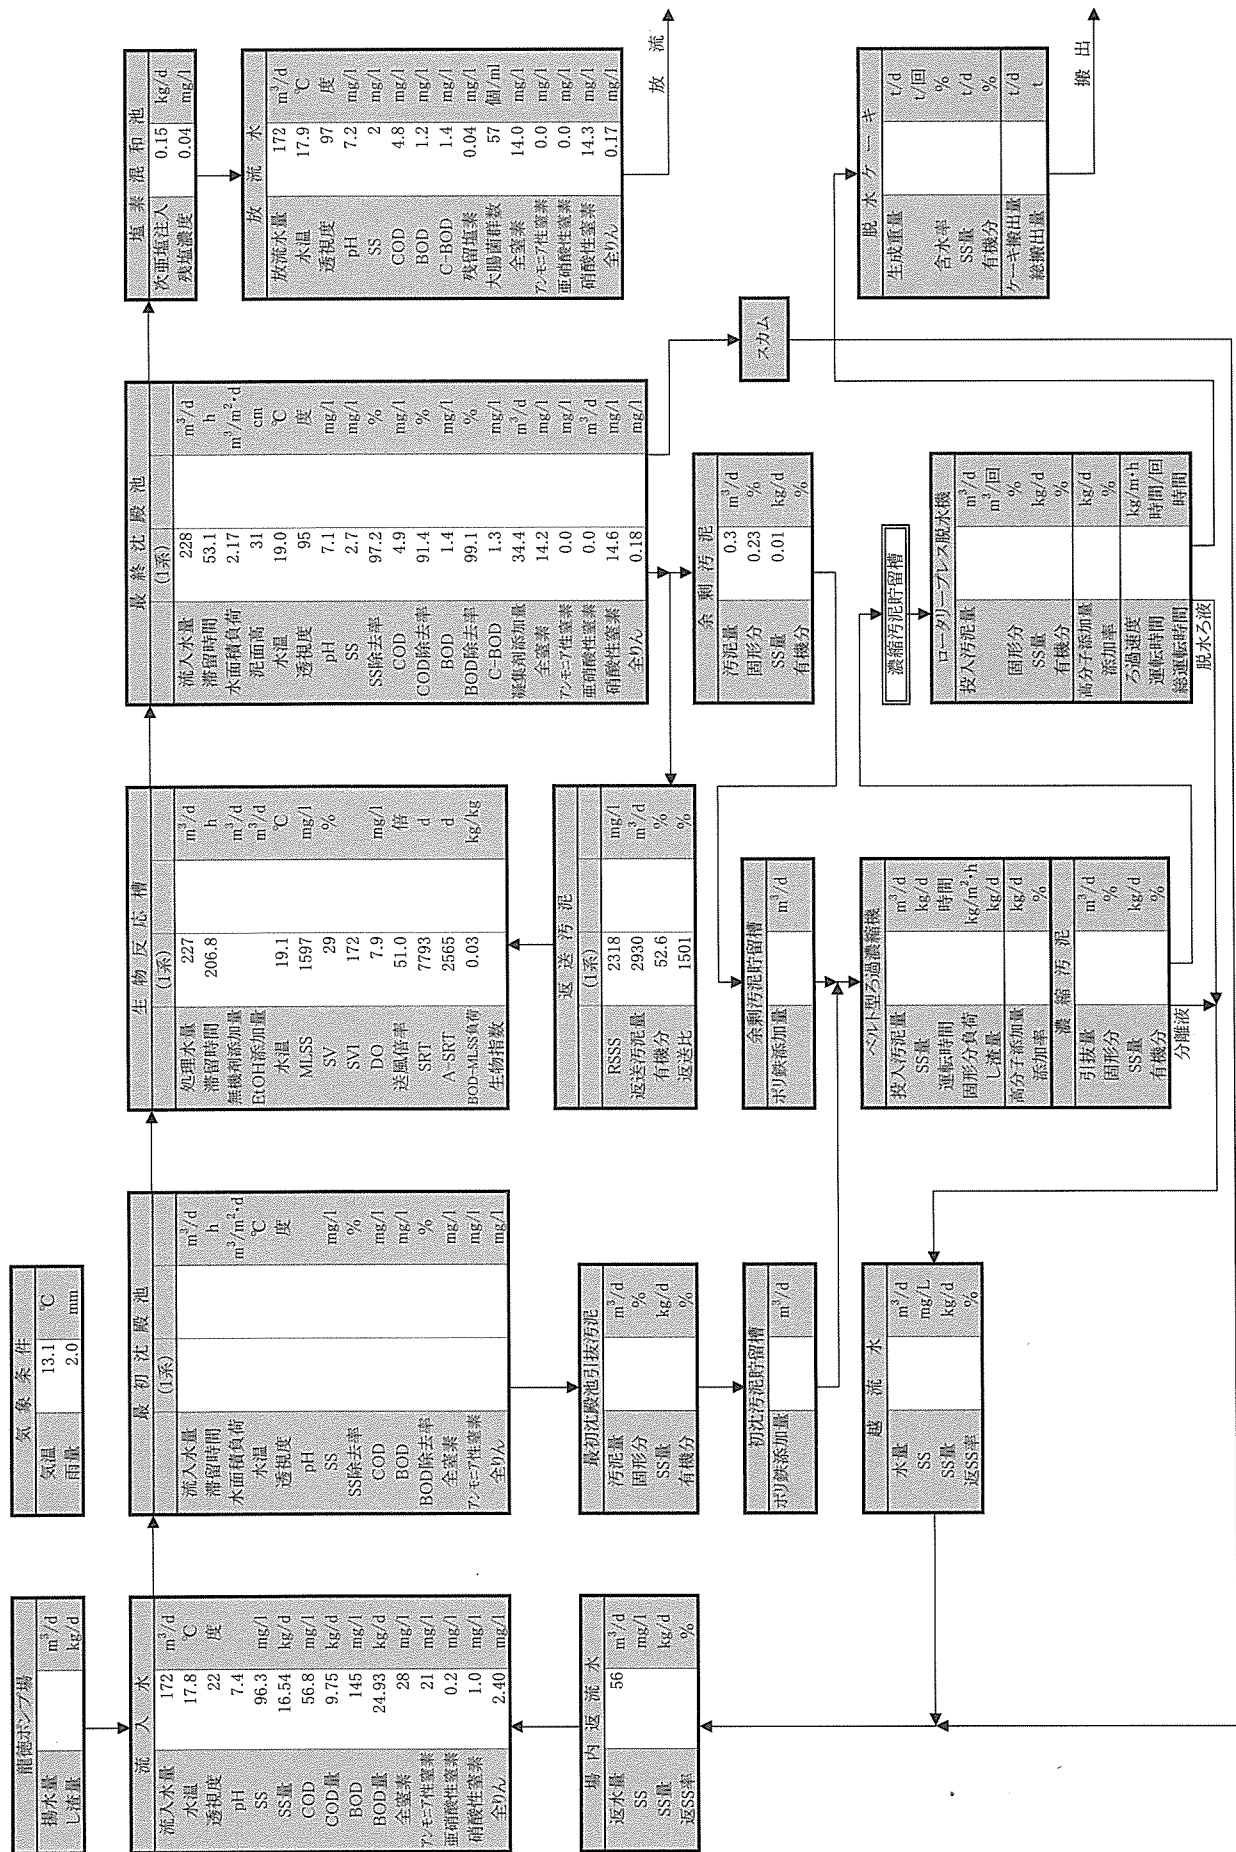 龍徳ポンプ場
揚水量 m³/d
し渣量 kg/d
気象条件
気温 13.1 ℃
雨量 2.0 mm
流入水
流入水量 172 m³/d
水温 17.8 ℃
透視度 22 度
pH 7.4
SS 96.3 mg/l
SS量 16.54 kg/d
COD 56.8 mg/l
COD量 9.75 kg/d
BOD 145 mg/l
BOD量 24.93 kg/d
全窒素 28 mg/l
アンモニア性窒素 21 mg/l
亜硝酸性窒素 0.2 mg/l
硝酸性窒素 1.0 mg/l
全りん 2.40 mg/l
最初沈殿池
(1系)
流入水量 m³/d
滞留時間 h
水面積負荷 m³/m²・d
水温 ℃
透視度 度
pH
SS mg/l
SS除去率 %
COD mg/l
BOD mg/l
BOD除去率 %
全窒素 mg/l
アンモニア性窒素 mg/l
全りん mg/l
生物反応槽
(1系)
処理水量 227 m³/d
滞留時間 206.8 h
無機剤添加量 m³/d
EtOH添加量 m³/d
水温 19.1 ℃
MLSS 1597 mg/l
SV 29 %
SVI 172
DO 7.9 mg/l
送風倍率 51.0 倍
SRT 7793 d
A-SRT 2565 d
BOD-MLSS負荷 0.03 kg/kg
生物指数
最終沈殿池
(1系)
流入水量 228 m³/d
滞留時間 53.1 h
水面積負荷 2.17 m³/m²・d
泥面高 31 cm
水温 19.0 ℃
透視度 95 度
pH 7.1 mg/l
SS 2.7 mg/l
SS除去率 97.2 %
COD 4.9 mg/l
COD除去率 91.4 %
BOD 1.4 mg/l
BOD除去率 99.1 %
C-BOD 1.3 mg/l
凝集剤添加量 34.4 m³/d
全窒素 14.2 mg/l
アンモニア性窒素 0.0 mg/l
亜硝酸性窒素 0.0 m³/d
硝酸性窒素 14.6 mg/l
全りん 0.18 mg/l
塩素混和池
次亜塩注入 0.15 kg/d
残塩濃度 0.04 mg/l
放流水
放流水量 172 m³/d
水温 17.9 ℃
透視度 97 度
pH 7.2 mg/l
SS 2 mg/l
COD 4.8 mg/l
BOD 1.2 mg/l
C-BOD 1.4 mg/l
残留塩素 0.04 mg/l
大腸菌群数 57 個/ml
全窒素 14.0 mg/l
アンモニア性窒素 0.0 mg/l
亜硝酸性窒素 0.0 mg/l
硝酸性窒素 14.3 mg/l
全りん 0.17 mg/l
放流
場内返流水
返水量 56 m³/d
SS mg/l
SS量 kg/d
返SS率 %
最初沈殿池引抜汚泥
汚泥量 m³/d
固形分 %
SS量 kg/d
有機分 %
返送汚泥
(1系)
RSSS 2318 mg/l
返送汚泥量 2930 m³/d
有機分 52.6 %
返送比 1501 %
余剰汚泥
汚泥量 0.3 m³/d
固形分 0.23 %
SS量 0.01 kg/d
有機分 %
スカム
初沈汚泥貯留槽
ポリ鉄添加量 m³/d
余剰汚泥貯留槽
ポリ鉄添加量 m³/d
越流水
水量 m³/d
SS mg/L
SS量 kg/d
返SS率 %
ベルト型ろ過濃縮機
投入汚泥量 m³/d
SS量 kg/d
運転時間 時間
固形分負荷 kg/m²・h
し渣量 kg/d
高分子添加量 kg/d
添加率 %
濃縮汚泥
引抜量 m³/d
固形分 %
SS量 kg/d
有機分 %
分離液
濃縮汚泥貯留槽
ロータリープレス脱水機
投入汚泥量 m³/d
m³/回
固形分 %
SS量 kg/d
有機分 %
高分子添加量 kg/d
添加率 %
ろ過速度 kg/m・h
運転時間 時間/回
総運転時間 時間
脱水ろ液
脱水ケーキ
生成重量 t/d
t/回
含水率 %
SS量 t/d
有機分 %
ケーキ搬出量 t/d
総搬出量 t
搬出